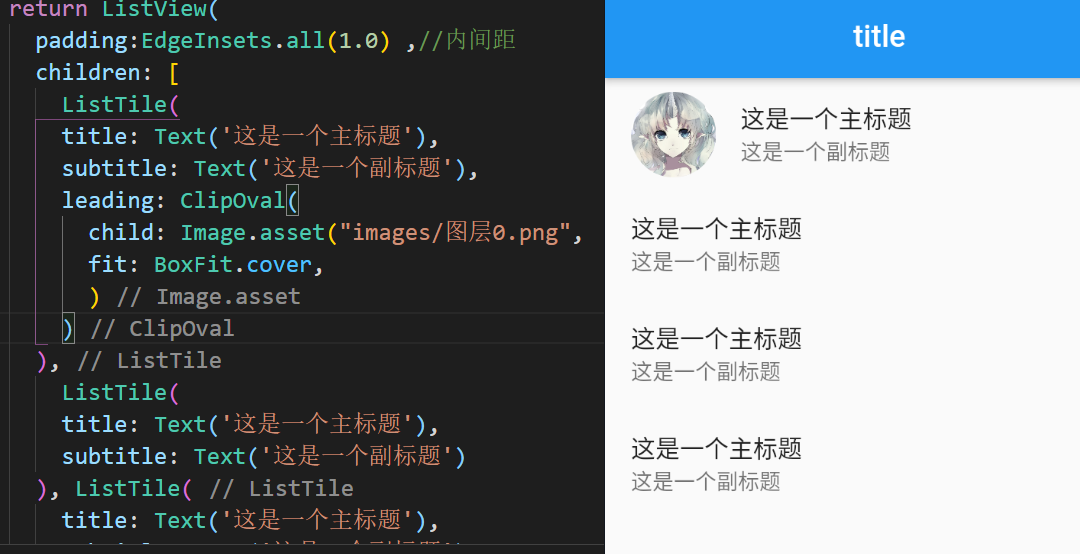 return ListView(
padding:EdgeInsets.all(1.0) ,//内间距
children: [
ListTile(
title: Text('这是一个主标题'),
subtitle: Text('这是一个副标题'),
leading: ClipOval(
child: Image.asset("images/图层0.png",
fit: BoxFit.cover,
) // Image.asset
) // ClipOval
), // ListTile
ListTile(
title: Text('这是一个主标题'),
subtitle: Text('这是一个副标题')
), ListTile( // ListTile
title: Text('这是一个主标题'),
title
这是一个主标题
这是一个副标题
这是一个主标题
这是一个副标题
这是一个主标题
这是一个副标题
这是一个主标题
这是一个副标题